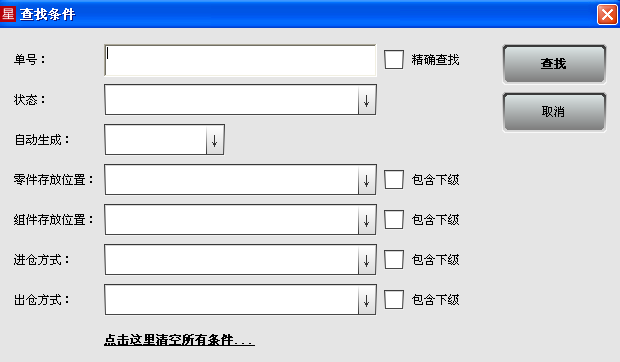 星 查找条件
单号： 精确查找 查找
状态： 取消
自动生成：
零件存放位置： 包含下级
组件存放位置： 包含下级
进仓方式： 包含下级
出仓方式： 包含下级
点击这里清空所有条件...